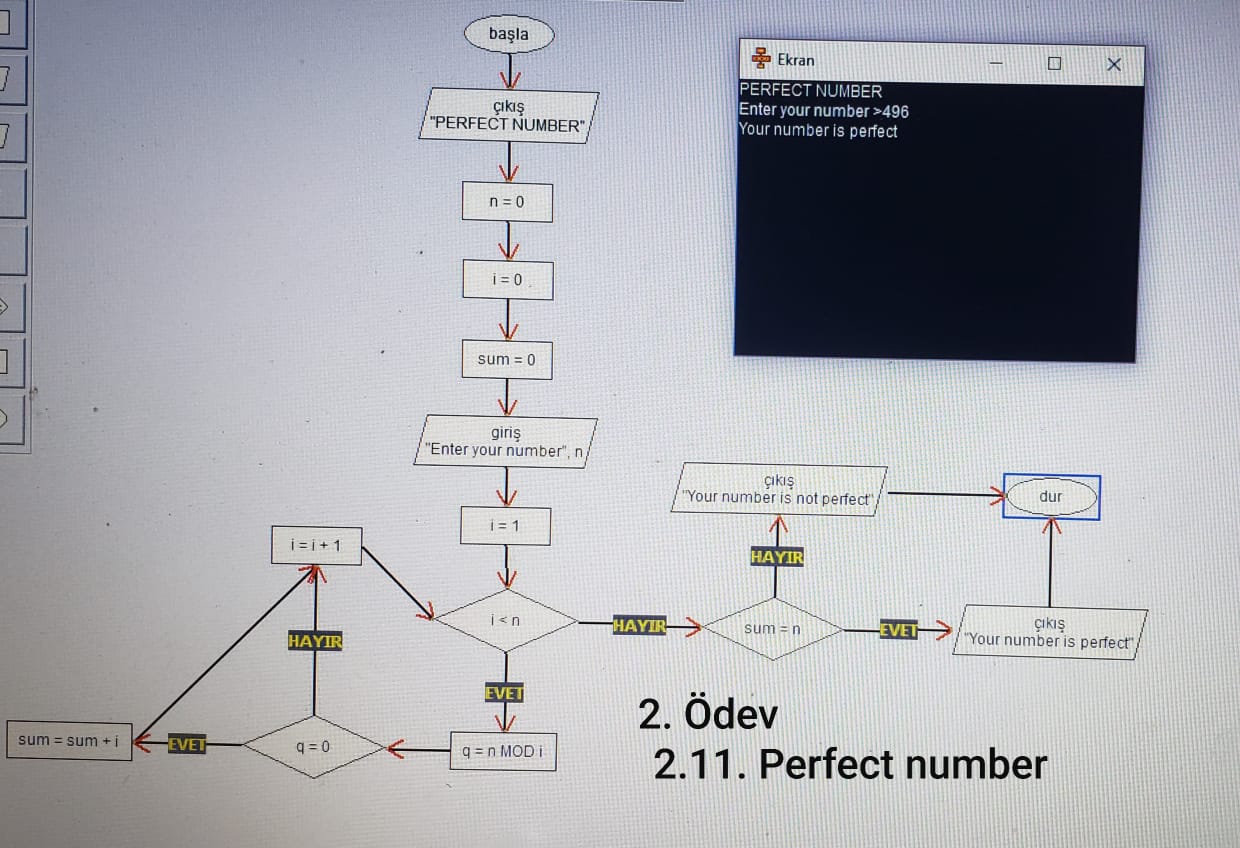 başla
çıkış
"PERFECT NUMBER"
n = 0
i = 0
sum = 0
giriş
"Enter your number", n
i = 1
i < n
EVET
q = n MOD i
q = 0
EVET
sum = sum + i
HAYIR
i = i + 1
HAYIR
sum = n
HAYIR
çıkış
"Your number is not perfect"
EVET
çıkış
"Your number is perfect"
dur
Ekran
PERFECT NUMBER
Enter your number >496
Your number is perfect
2. Ödev
2.11. Perfect number